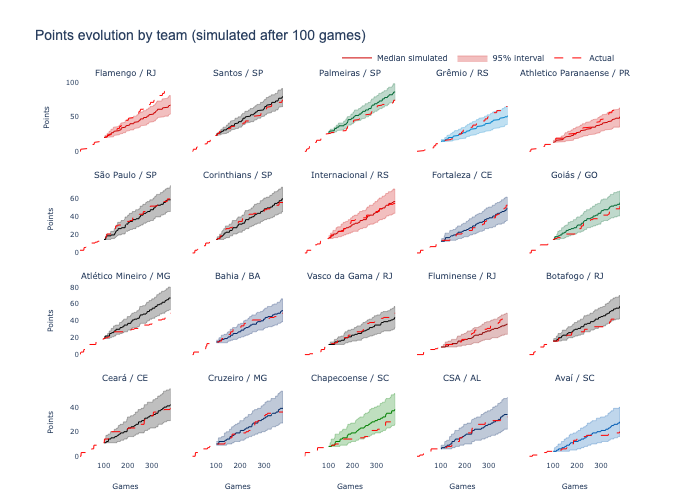 Points evolution by team (simulated after 100 games)
Median simulated 95% interval Actual
Flamengo / RJ Santos / SP Palmeiras / SP Grêmio / RS Athletico Paranaense / PR
100
50
0
Points
São Paulo / SP Corinthians / SP Internacional / RS Fortaleza / CE Goiás / GO
60
40
20
0
Points
Atlético Mineiro / MG Bahia / BA Vasco da Gama / RJ Fluminense / RJ Botafogo / RJ
80
60
40
20
0
Points
Ceará / CE Cruzeiro / MG Chapecoense / SC CSA / AL Avaí / SC
40
20
0
Points
100 200 300 100 200 300 100 200 300 100 200 300 100 200 300
Games Games Games Games Games